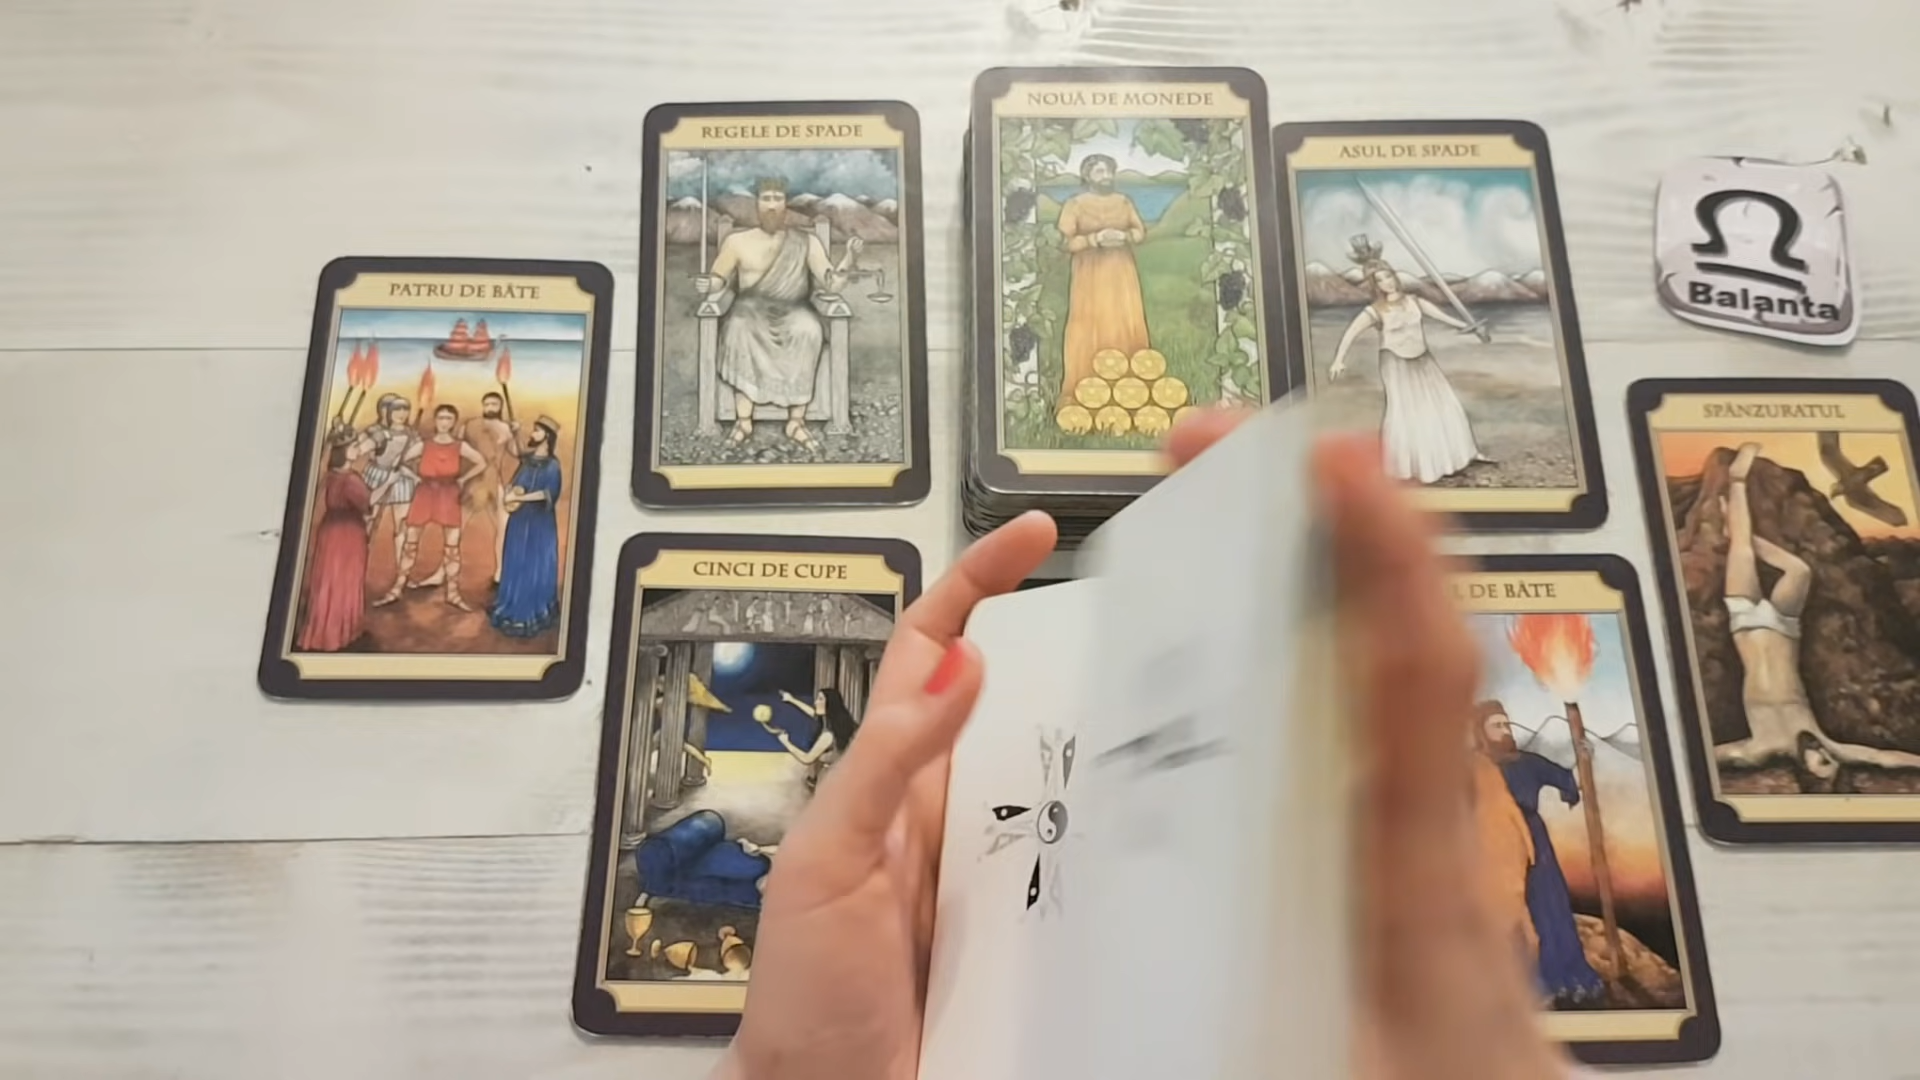 NOUĂ DE MONEDE
REGELE DE SPADE
ASUL DE SPADE
Balanta
PATRU DE BÂTE
SPÂNZURATUL
CINCI DE CUPE
DE BÂTE